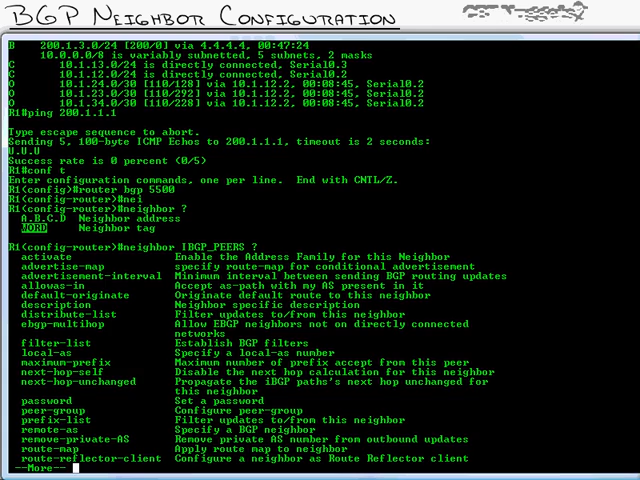 BGP NEIGHBOR CONFIGURATION
B 200.1.3.0/24 [200/0] via 4.4.4.4, 00:47:24
10.0.0.0/8 is variably subnetted, 5 subnets, 2 masks
C 10.1.13.0/24 is directly connected, Serial0.3
C 10.1.12.0/24 is directly connected, Serial0.2
O 10.1.24.0/30 [110/128] via 10.1.12.2, 00:08:45, Serial0.2
O 10.1.23.0/30 [110/292] via 10.1.12.2, 00:08:45, Serial0.2
O 10.1.34.0/30 [110/228] via 10.1.12.2, 00:08:45, Serial0.2
R1#ping 200.1.1.1
Type escape sequence to abort.
Sending 5, 100-byte ICMP Echos to 200.1.1.1, timeout is 2 seconds:
U.U.U
Success rate is 0 percent (0/5)
R1#conf t
Enter configuration commands, one per line. End with CNTL/Z.
R1(config)#router bgp 5500
R1(config-router)#nei
R1(config-router)#neighbor ?
A.B.C.D Neighbor address
WORD Neighbor tag
R1(config-router)#neighbor IBGP_PEERS ?
activate Enable the Address Family for this Neighbor
advertise-map specify route-map for conditional advertisement
advertisement-interval Minimum interval between sending BGP routing updates
allowas-in Accept as-path with my AS present in it
default-originate Originate default route to this neighbor
description Neighbor specific description
distribute-list Filter updates to/from this neighbor
ebgp-multihop Allow EBGP neighbors not on directly connected
networks
filter-list Establish BGP filters
local-as Specify a local-as number
maximum-prefix Maximum number of prefix accept from this peer
next-hop-self Disable the next hop calculation for this neighbor
next-hop-unchanged Propagate the iBGP paths's next hop unchanged for
this neighbor
password Set a password
peer-group Configure peer-group
prefix-list Filter updates to/from this neighbor
remote-as Specify a BGP neighbor
remove-private-AS Remove private AS number from outbound updates
route-map Apply route map to neighbor
route-reflector-client Configure a neighbor as Route Reflector client
--More--